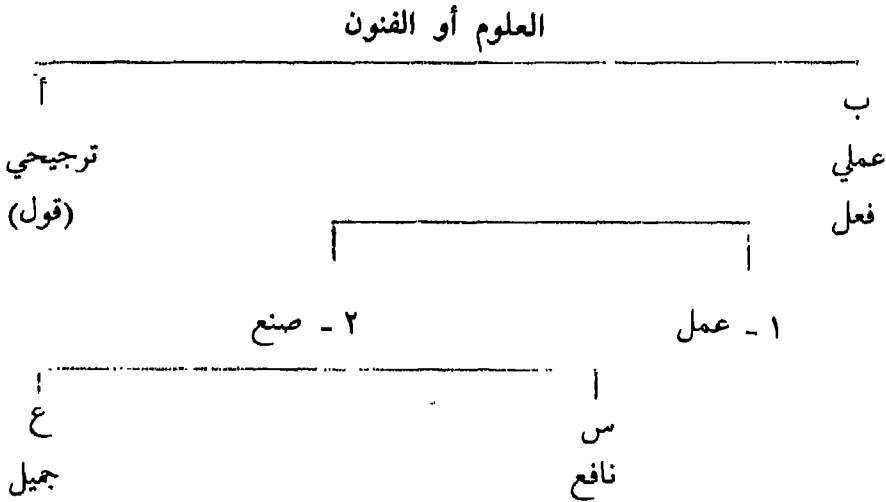 العلوم أو الفنون
ب أ
عملي ترجيحي
فعل (قول)
١ - عمل ٢ - صنع
س ع
نافع جميل